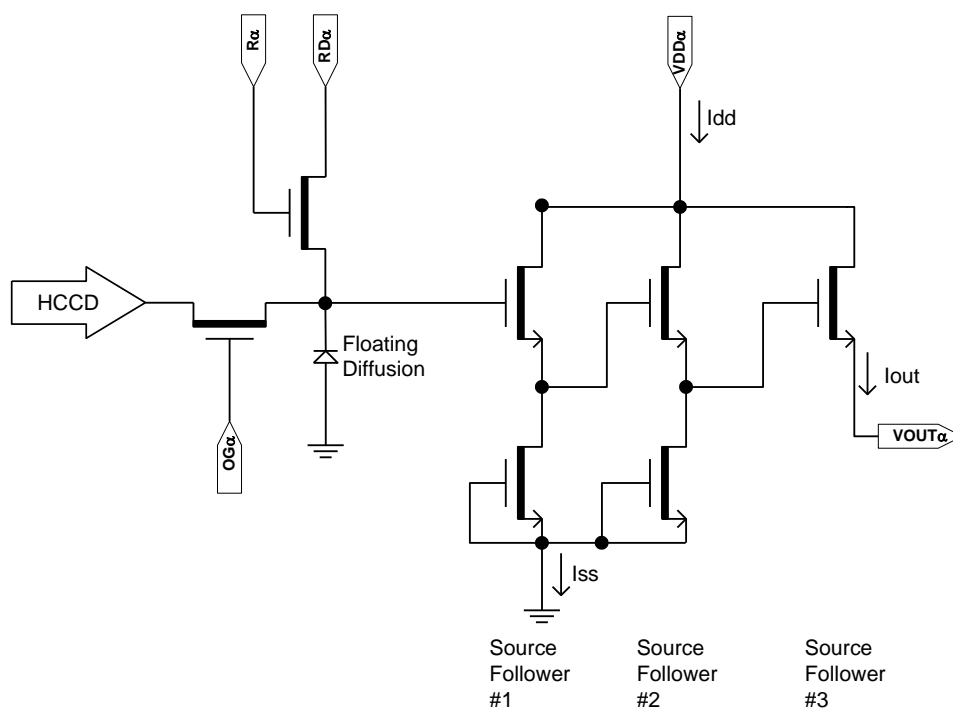 Rα
RDα
VDDα
Idd
HCCD
Floating
Diffusion
OGα
Iout
VOUTα
Iss
Source
Follower
#1
Source
Follower
#2
Source
Follower
#3